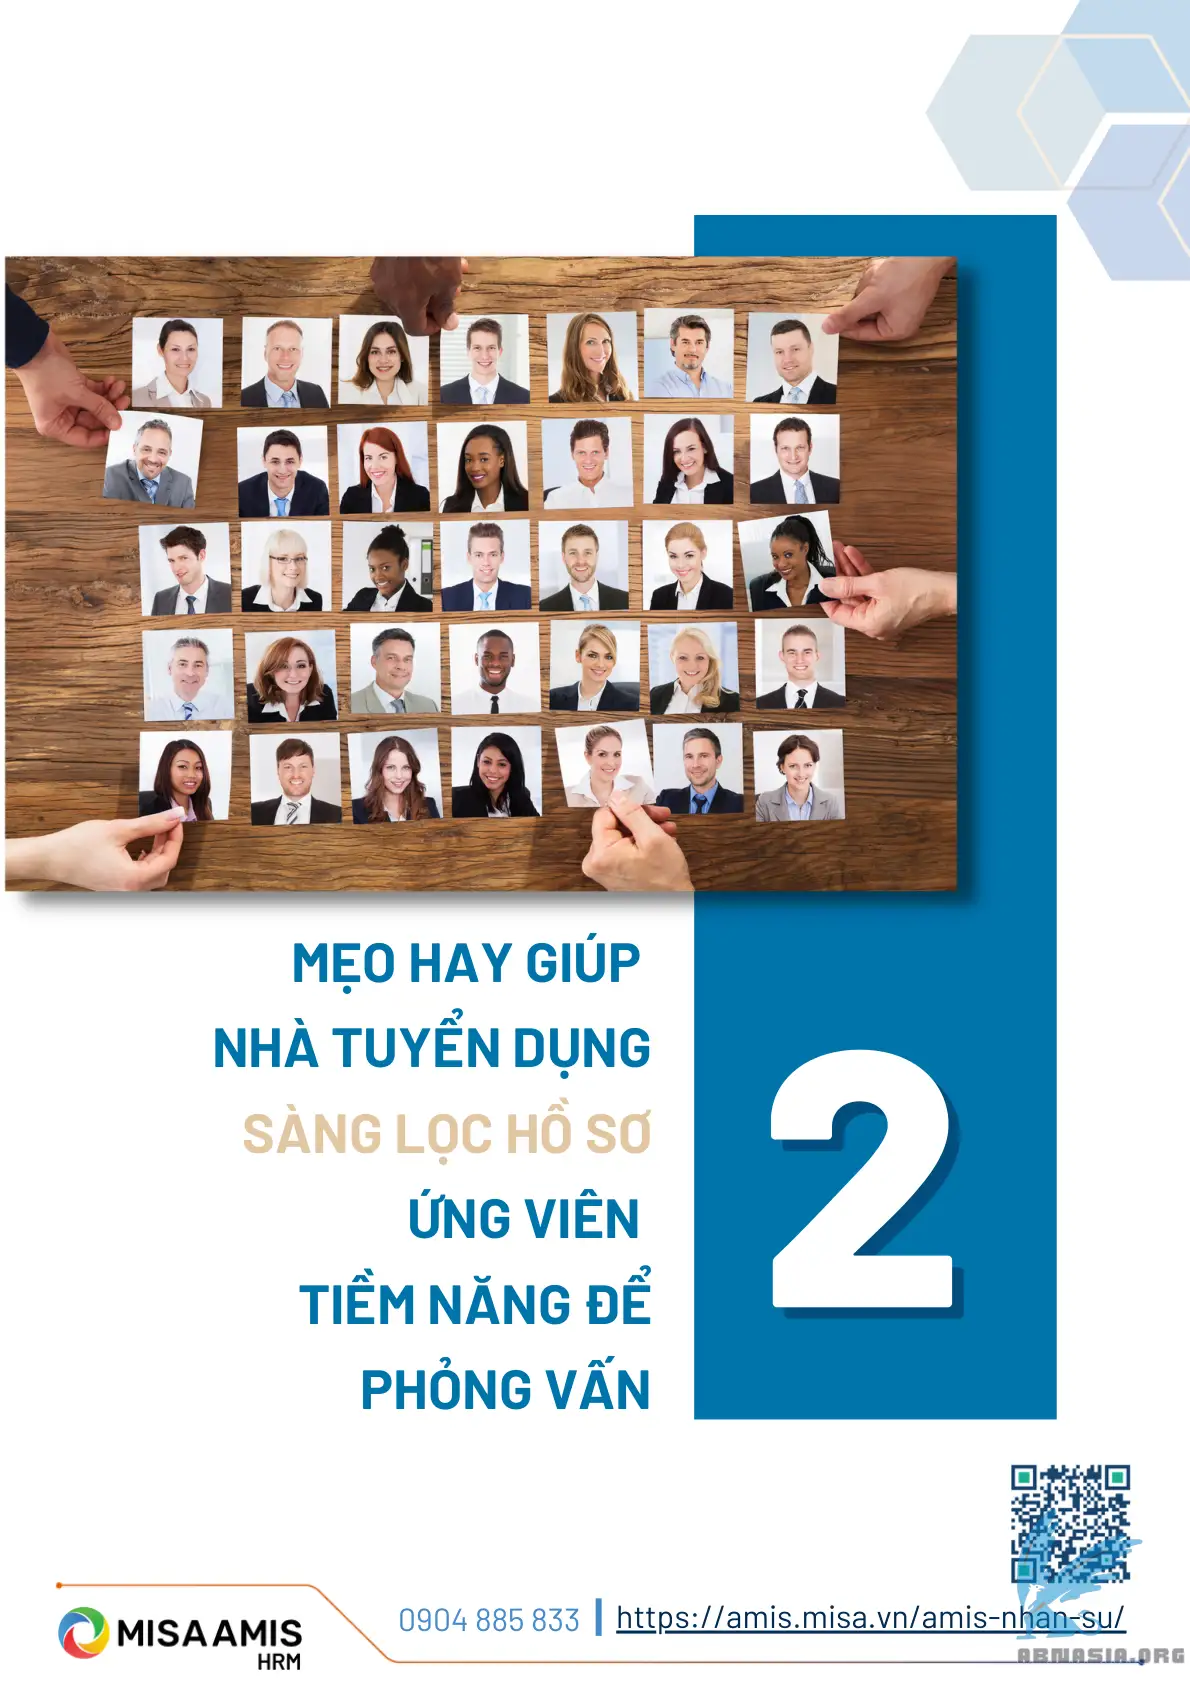 MẸO HAY GIÚP
NHÀ TUYỂN DỤNG
SÀNG LỌC HỒ SƠ
ỨNG VIÊN
TIỀM NĂNG ĐỂ
PHỎNG VẤN
2
MISA AMIS
HRM
0904 885 833
https://amis.misa.vn/amis-nhan-su/
ABMASIA.ORG